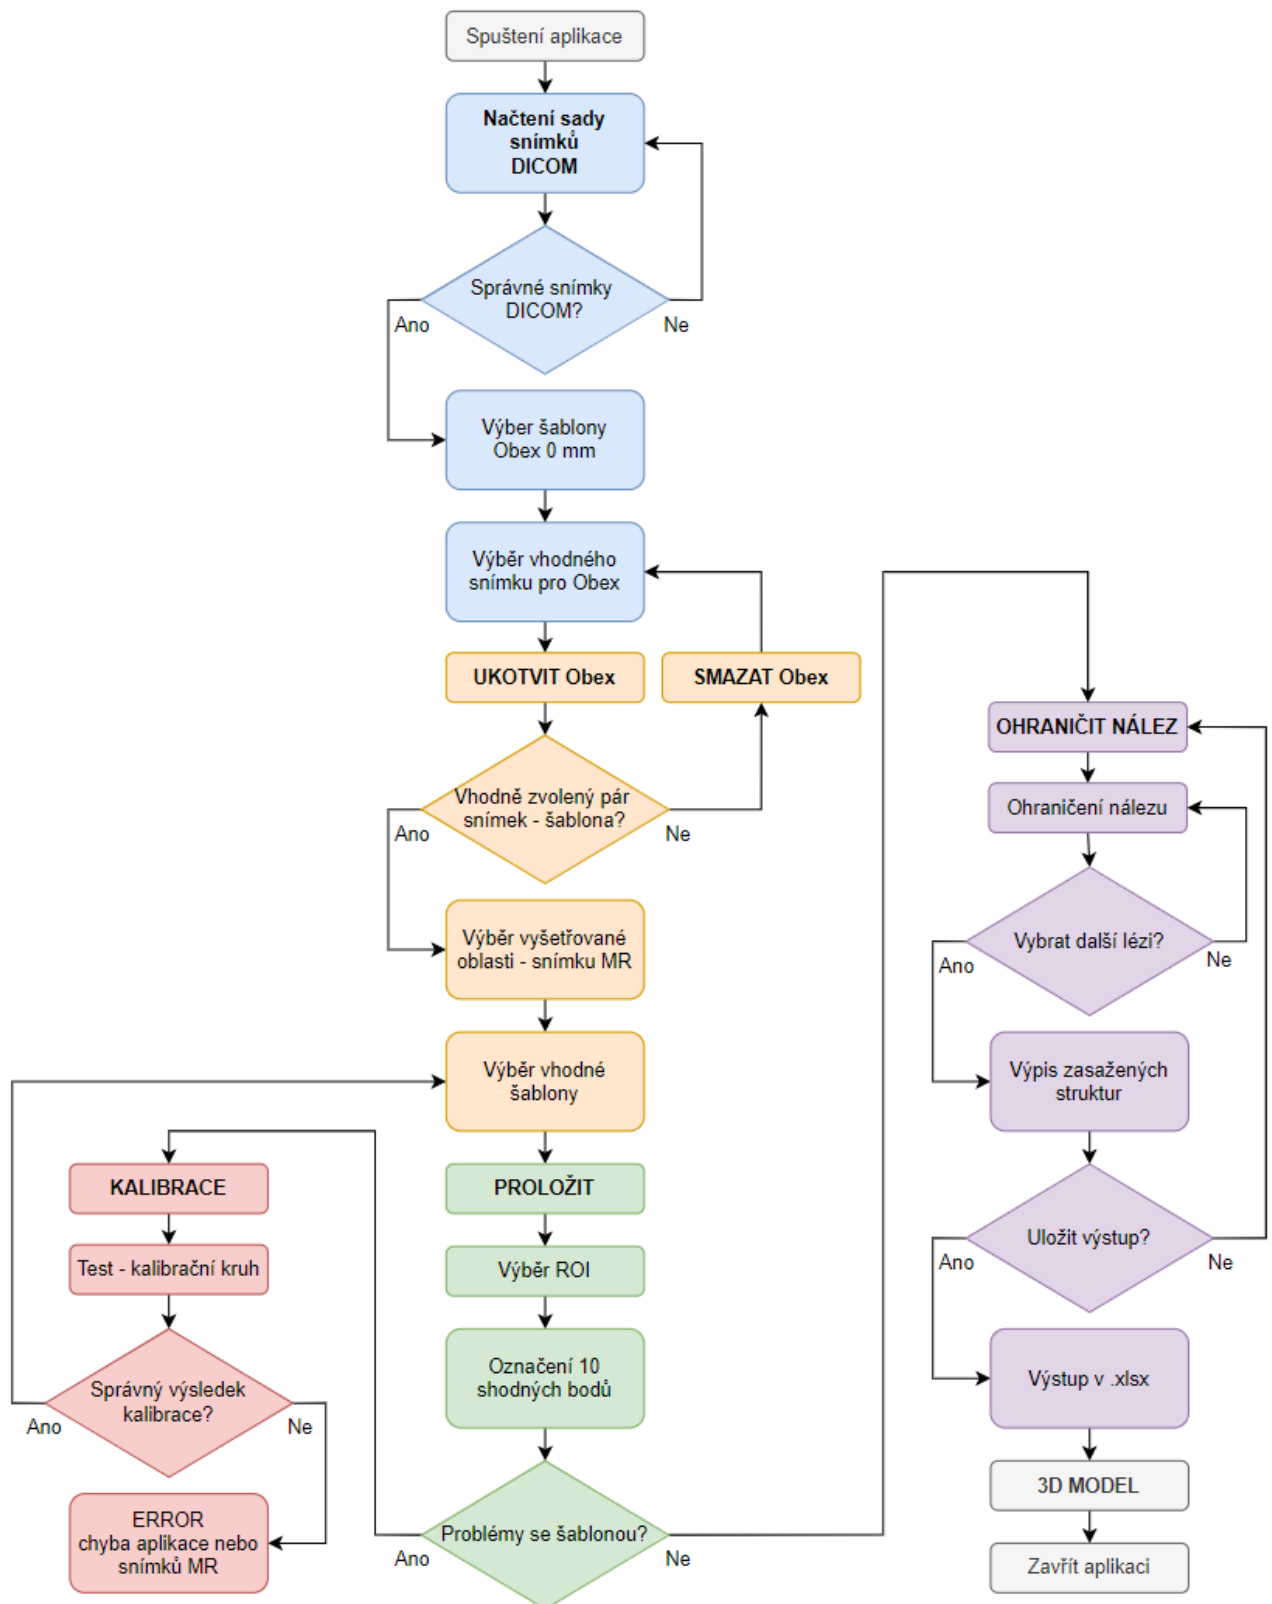 Spuštení aplikace
Načtení sady
snímků
DICOM
Správné snímky
DICOM?
Ano
Ne
Výber šablony
Obex 0 mm
Výběr vhodného
snímku pro Obex
UKOTVIT Obex
SMAZAT Obex
Vhodně zvolený pár
snímek - šablona?
Ano
Ne
Výběr vyšetřované
oblasti - snímku MR
Výběr vhodné
šablony
PROLOŽIT
Výběr ROI
Označení 10
shodných bodů
Problémy se šablonou?
Ano
Ne
KALIBRACE
Test - kalibrační kruh
Správný výsledek
kalibrace?
Ano
Ne
ERROR
chyba aplikace nebo
snímků MR
OHRANIČIT NÁLEZ
Ohraničení nálezu
Vybrat další lézi?
Ano
Ne
Výpis zasažených
struktur
Uložit výstup?
Ano
Ne
Výstup v .xlsx
3D MODEL
Zavřít aplikaci